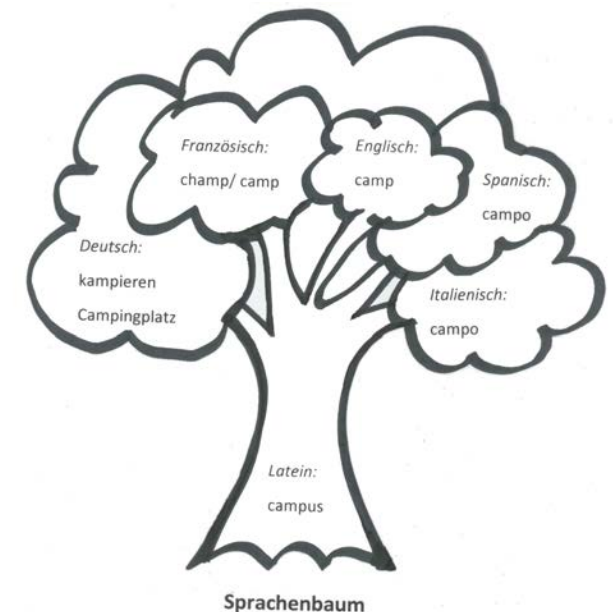 Französisch:
champ/ camp
Englisch:
camp
Spanisch:
campo
Deutsch:
kampieren
Campingplatz
Italienisch:
campo
Latein:
campus
Sprachenbaum